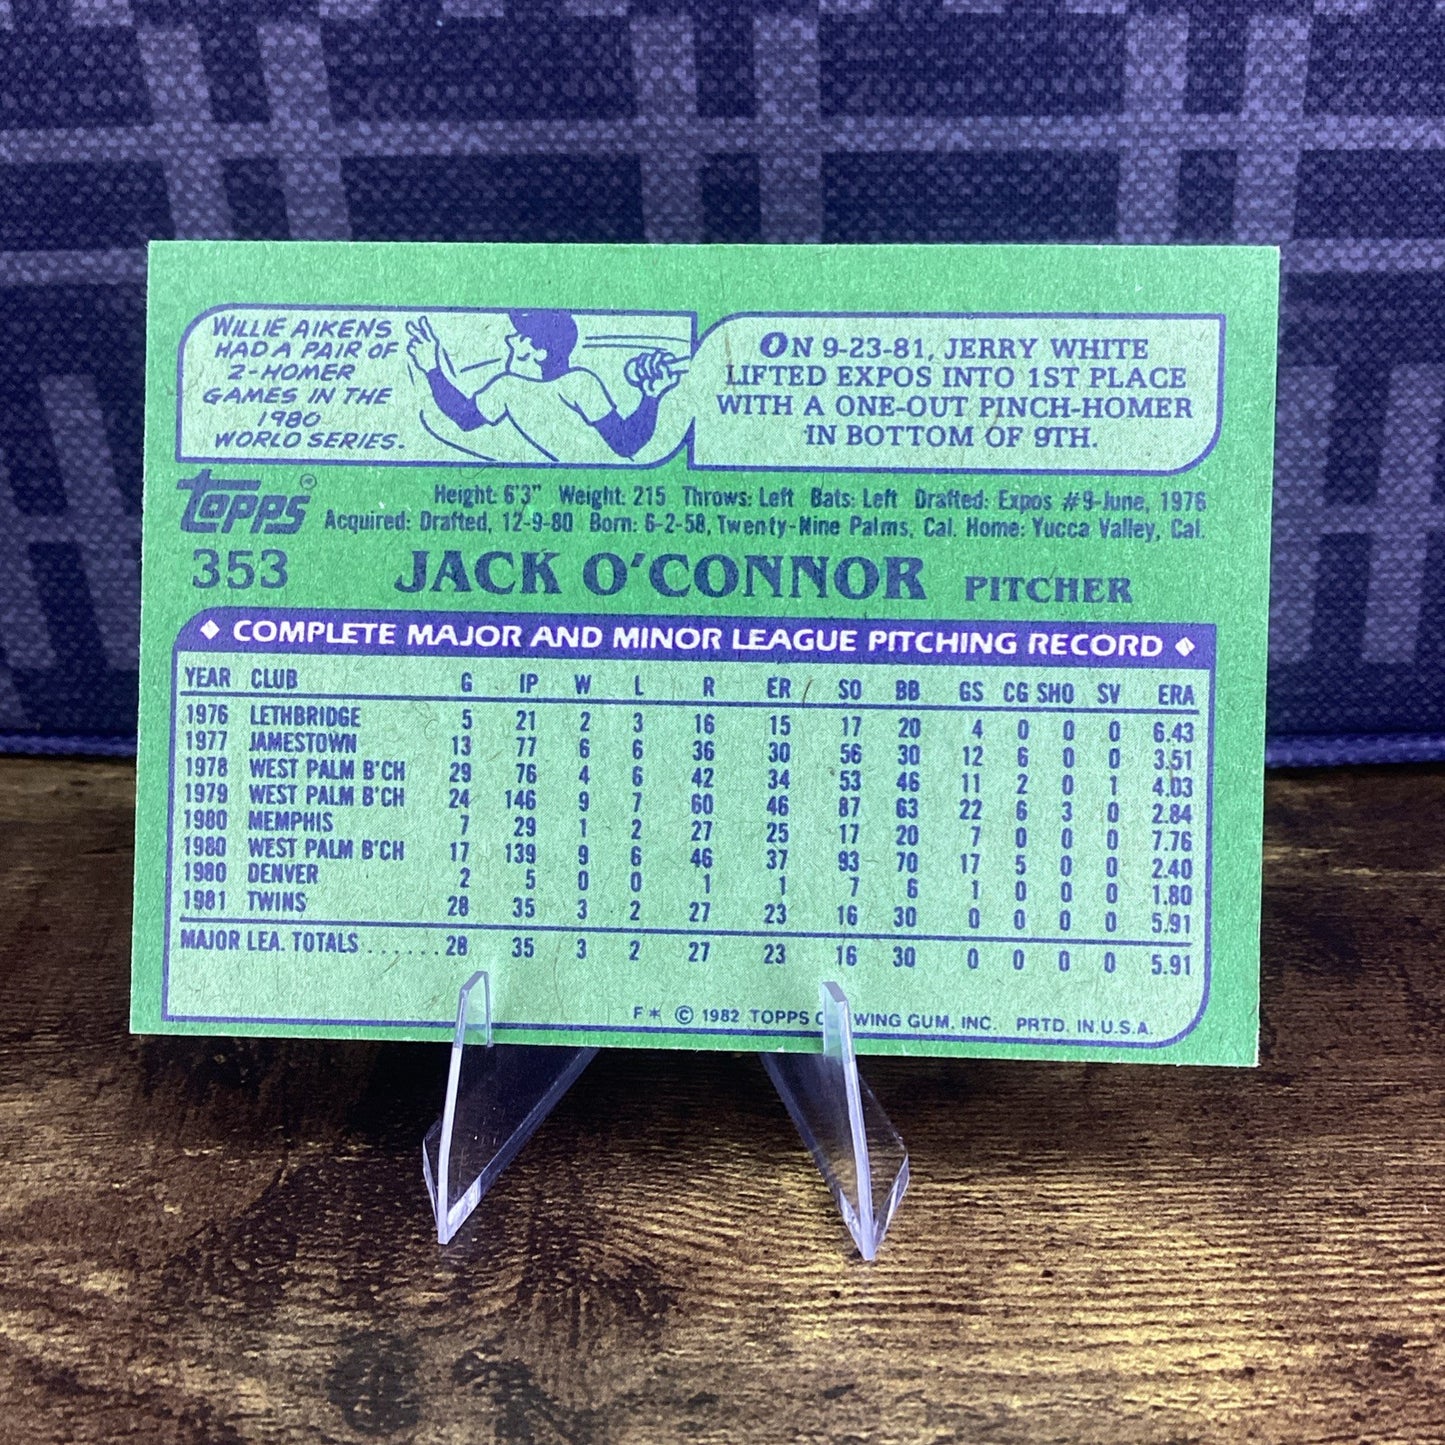 WILLIE AIKENS
HAD A PAIR OF
2-HOMER
GAMES IN THE
1980
WORLD SERIES.
ON 9-23-81, JERRY WHITE
LIFTED EXPOS INTO 1ST PLACE
WITH A ONE-OUT PINCH-HOMER
IN BOTTOM OF 9TH.
TOPPS®
Height: 6'3" Weight: 215 Throws: Left Bats: Left Drafted: Expos #9-June, 1976
Acquired: Drafted, 12-9-80 Born: 6-2-58, Twenty-Nine Palms, Cal. Home: Yucca Valley, Cal.
353 JACK O'CONNOR PITCHER
◆ COMPLETE MAJOR AND MINOR LEAGUE PITCHING RECORD ◆
YEAR CLUB G IP W L R ER SO BB GS CG SHO SV ERA
1976 LETHBRIDGE 5 21 2 3 16 15 17 20 4 0 0 0 6.43
1977 JAMESTOWN 13 77 6 6 36 30 56 30 12 6 0 0 3.51
1978 WEST PALM B'CH 29 76 4 6 42 34 53 46 11 2 0 1 4.03
1979 WEST PALM B'CH 24 146 9 7 60 46 87 63 22 6 3 0 2.84
1980 MEMPHIS 7 29 1 2 27 25 17 20 7 0 0 0 7.76
1980 WEST PALM B'CH 17 139 9 6 46 37 93 70 17 5 0 0 2.40
1980 DENVER 2 5 0 0 1 1 7 6 1 0 0 0 1.80
1981 TWINS 28 35 3 2 27 23 16 30 0 0 0 0 5.91
MAJOR LEA. TOTALS ...... 28 35 3 2 27 23 16 30 0 0 0 0 5.91
F* © 1982 TOPPS CHEWING GUM, INC. PRTD. IN U.S.A.